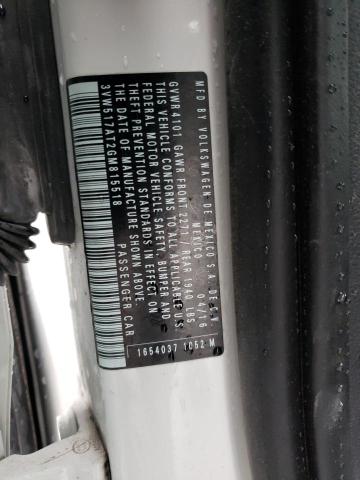 VOLKSWAGEN DE MEXICO S.A. DE C.V.
MEXICO 04/16
GVWR 4101 GAWR FRONT 2271 / REAR 1940 LBS
THIS VEHICLE CONFORMS TO ALL APPLICABLE U.S.
FEDERAL MOTOR VEHICLE SAFETY, BUMPER AND
THEFT PREVENTION STANDARDS IN EFFECT ON
THE DATE OF MANUFACTURE SHOWN ABOVE.
3VW517AT2GM815518 PASSENGER CAR
1654037 1052 M